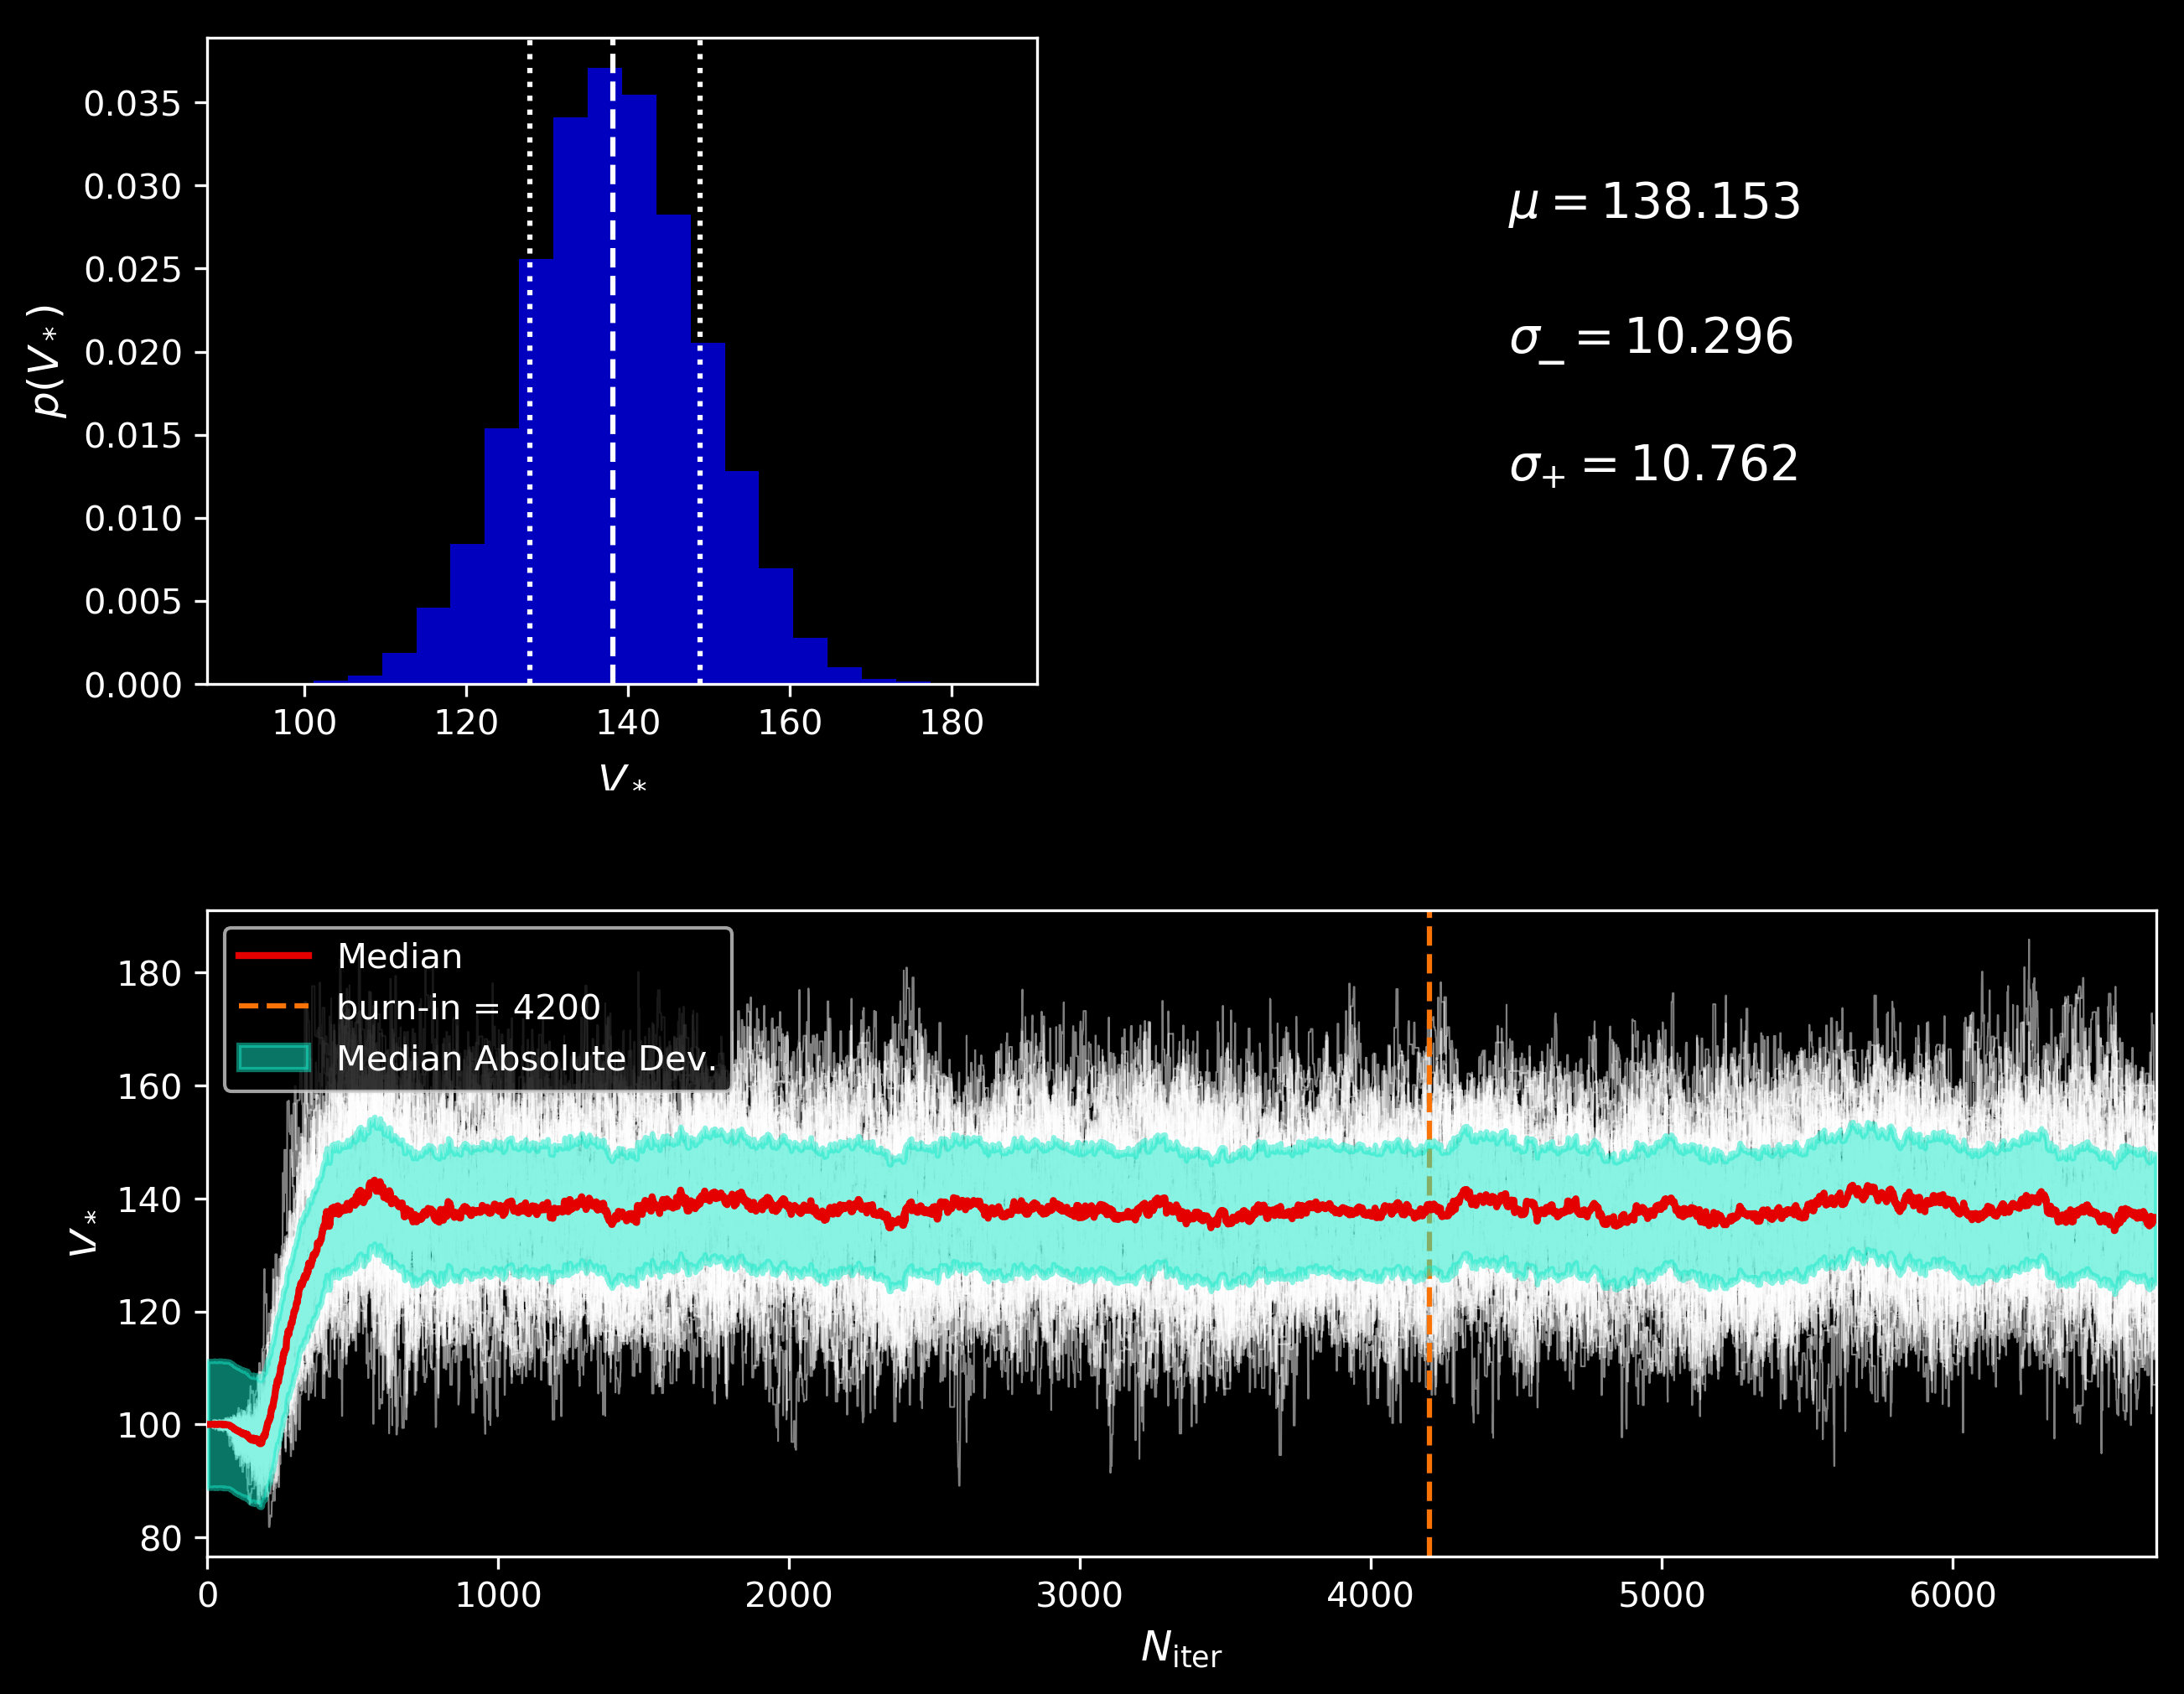 0.035
0.030
0.025
0.020
0.015
0.010
0.005
0.000
p(V*)
100 120 140 160 180
V*
μ = 138.153
σ_ = 10.296
σ+ = 10.762
Median
burn-in = 4200
Median Absolute Dev.
180
160
140
120
100
80
V*
0 1000 2000 3000 4000 5000 6000
Niter